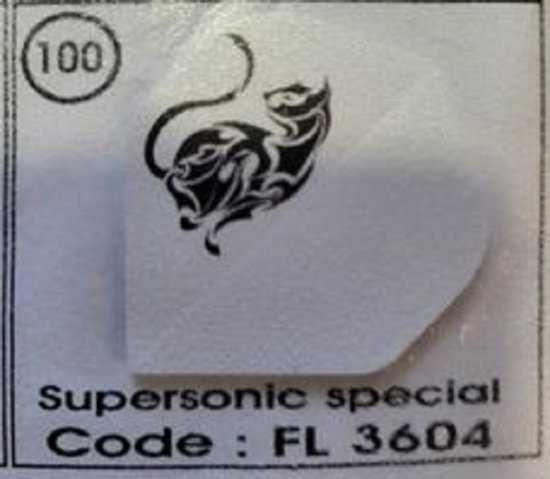 100
Supersonic special
Code : FL 3604